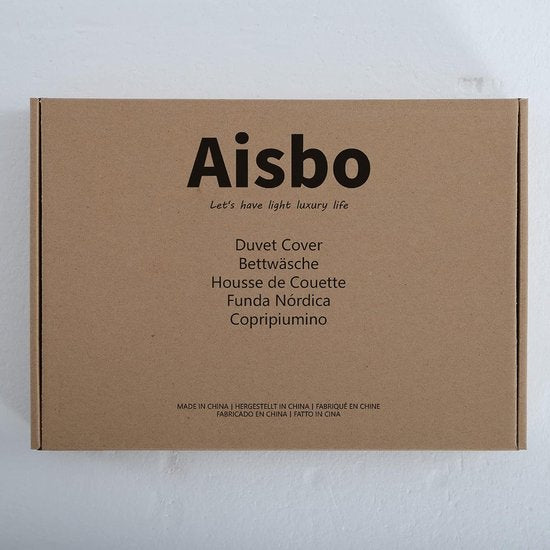 Aisbo
Let's have light luxury life
Duvet Cover
Bettwäsche
Housse de Couette
Funda Nórdica
Copripiumino
MADE IN CHINA | HERGESTELLT IN CHINA | FABRIQUÉ EN CHINE
FABRICADO EN CHINA | FATTO IN CINA